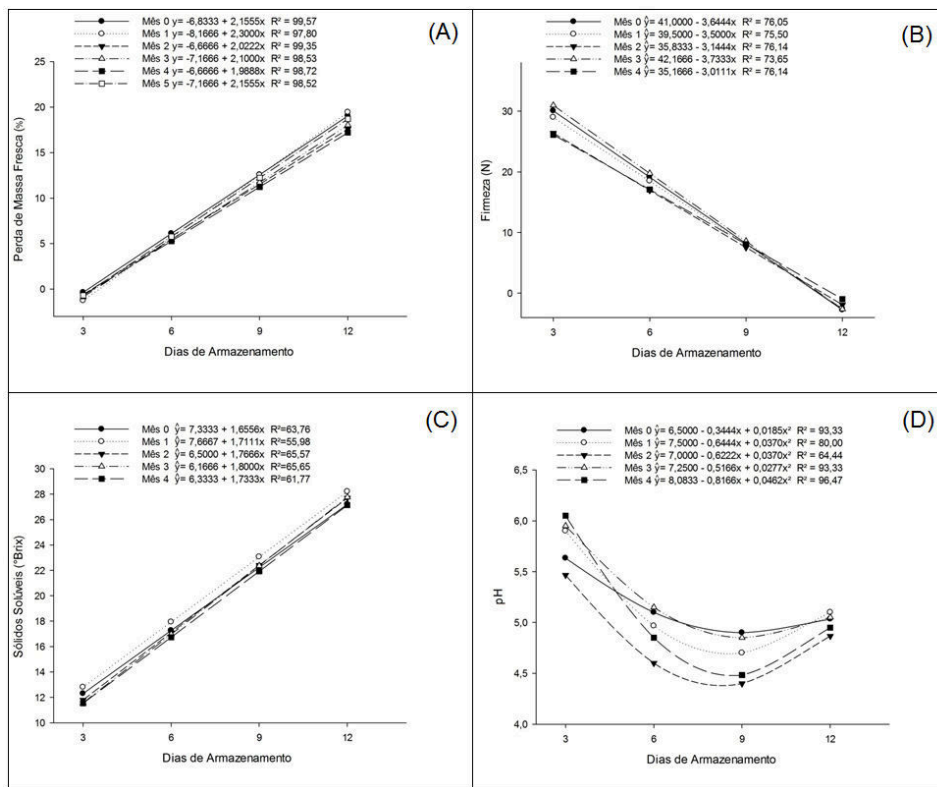 Mês 0 y= -6,8333 + 2,1555x R² = 99,57
Mês 1 y= -8,1666 + 2,3000x R² = 97,80
Mês 2 y= -6,6666 + 2,0222x R² = 99,35
Mês 3 y= -7,1666 + 2,1000x R² = 98,53
Mês 4 y= -6,6666 + 1,9888x R² = 98,72
Mês 5 y= -7,1666 + 2,1555x R² = 98,52
(A)
Perda de Massa Fresca (%)
25
20
15
10
5
0
3 6 9 12
Dias de Armazenamento
Mês 0 ŷ= 41,0000 - 3,6444x R² = 76,05
Mês 1 ŷ= 39,5000 - 3,5000x R² = 75,50
Mês 2 ŷ= 35,8333 - 3,1444x R² = 76,14
Mês 3 ŷ= 42,1666 - 3,7333x R² = 73,65
Mês 4 ŷ= 35,1666 - 3,0111x R² = 76,14
(B)
Firmeza (N)
30
20
10
0
3 6 9 12
Dias de Armazenamento
Mês 0 ŷ= 7,3333 + 1,6556x R²=63,76
Mês 1 ŷ= 7,6667 + 1,7111x R²=55,98
Mês 2 ŷ= 6,5000 + 1,7666x R²=65,57
Mês 3 ŷ= 6,1666 + 1,8000x R²=65,65
Mês 4 ŷ= 6,3333 + 1,7333x R²=61,77
(C)
Sólidos Solúveis (°Brix)
30
28
26
24
22
20
18
16
14
12
10
3 6 9 12
Dias de Armazenamento
Mês 0 ŷ= 6,5000 - 0,3444x + 0,0185x² R² = 93,33
Mês 1 ŷ= 7,5000 - 0,6444x + 0,0370x² R² = 80,00
Mês 2 ŷ= 7,0000 - 0,6222x + 0,0370x² R² = 64,44
Mês 3 ŷ= 7,2500 - 0,5166x + 0,0277x² R² = 93,33
Mês 4 ŷ= 8,0833 - 0,8166x + 0,0462x² R² = 96,47
(D)
pH
6,5
6,0
5,5
5,0
4,5
4,0
3 6 9 12
Dias de Armazenamento